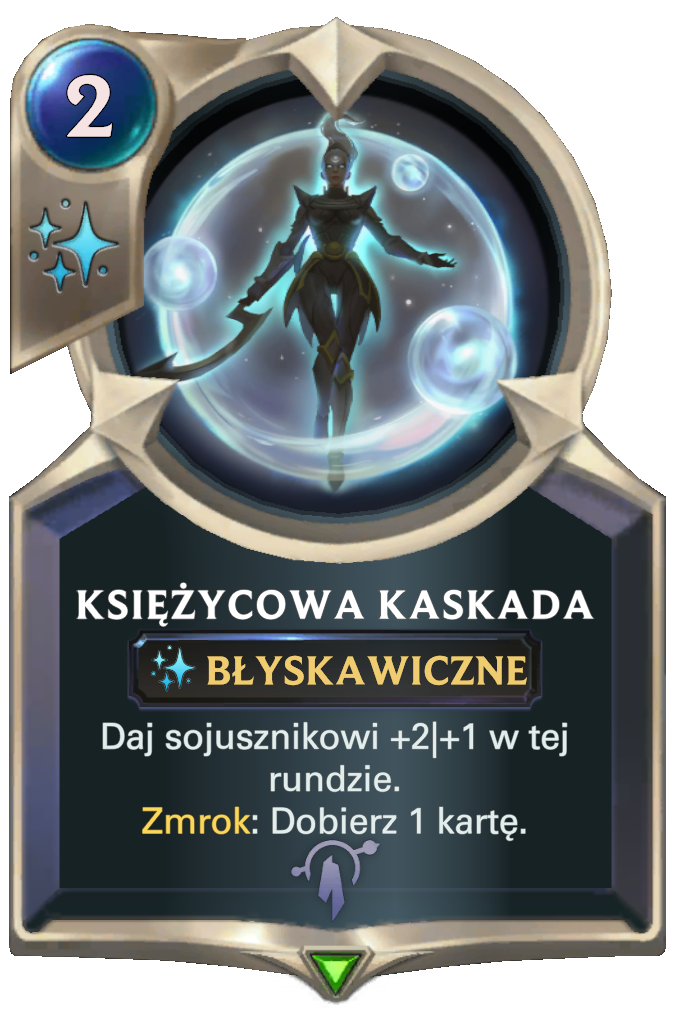 2
KSIĘŻYCOWA KASKADA
BŁYSKAWICZNE
Daj sojusznikowi +2|+1 w tej
rundzie.
Zmrok: Dobierz 1 kartę.